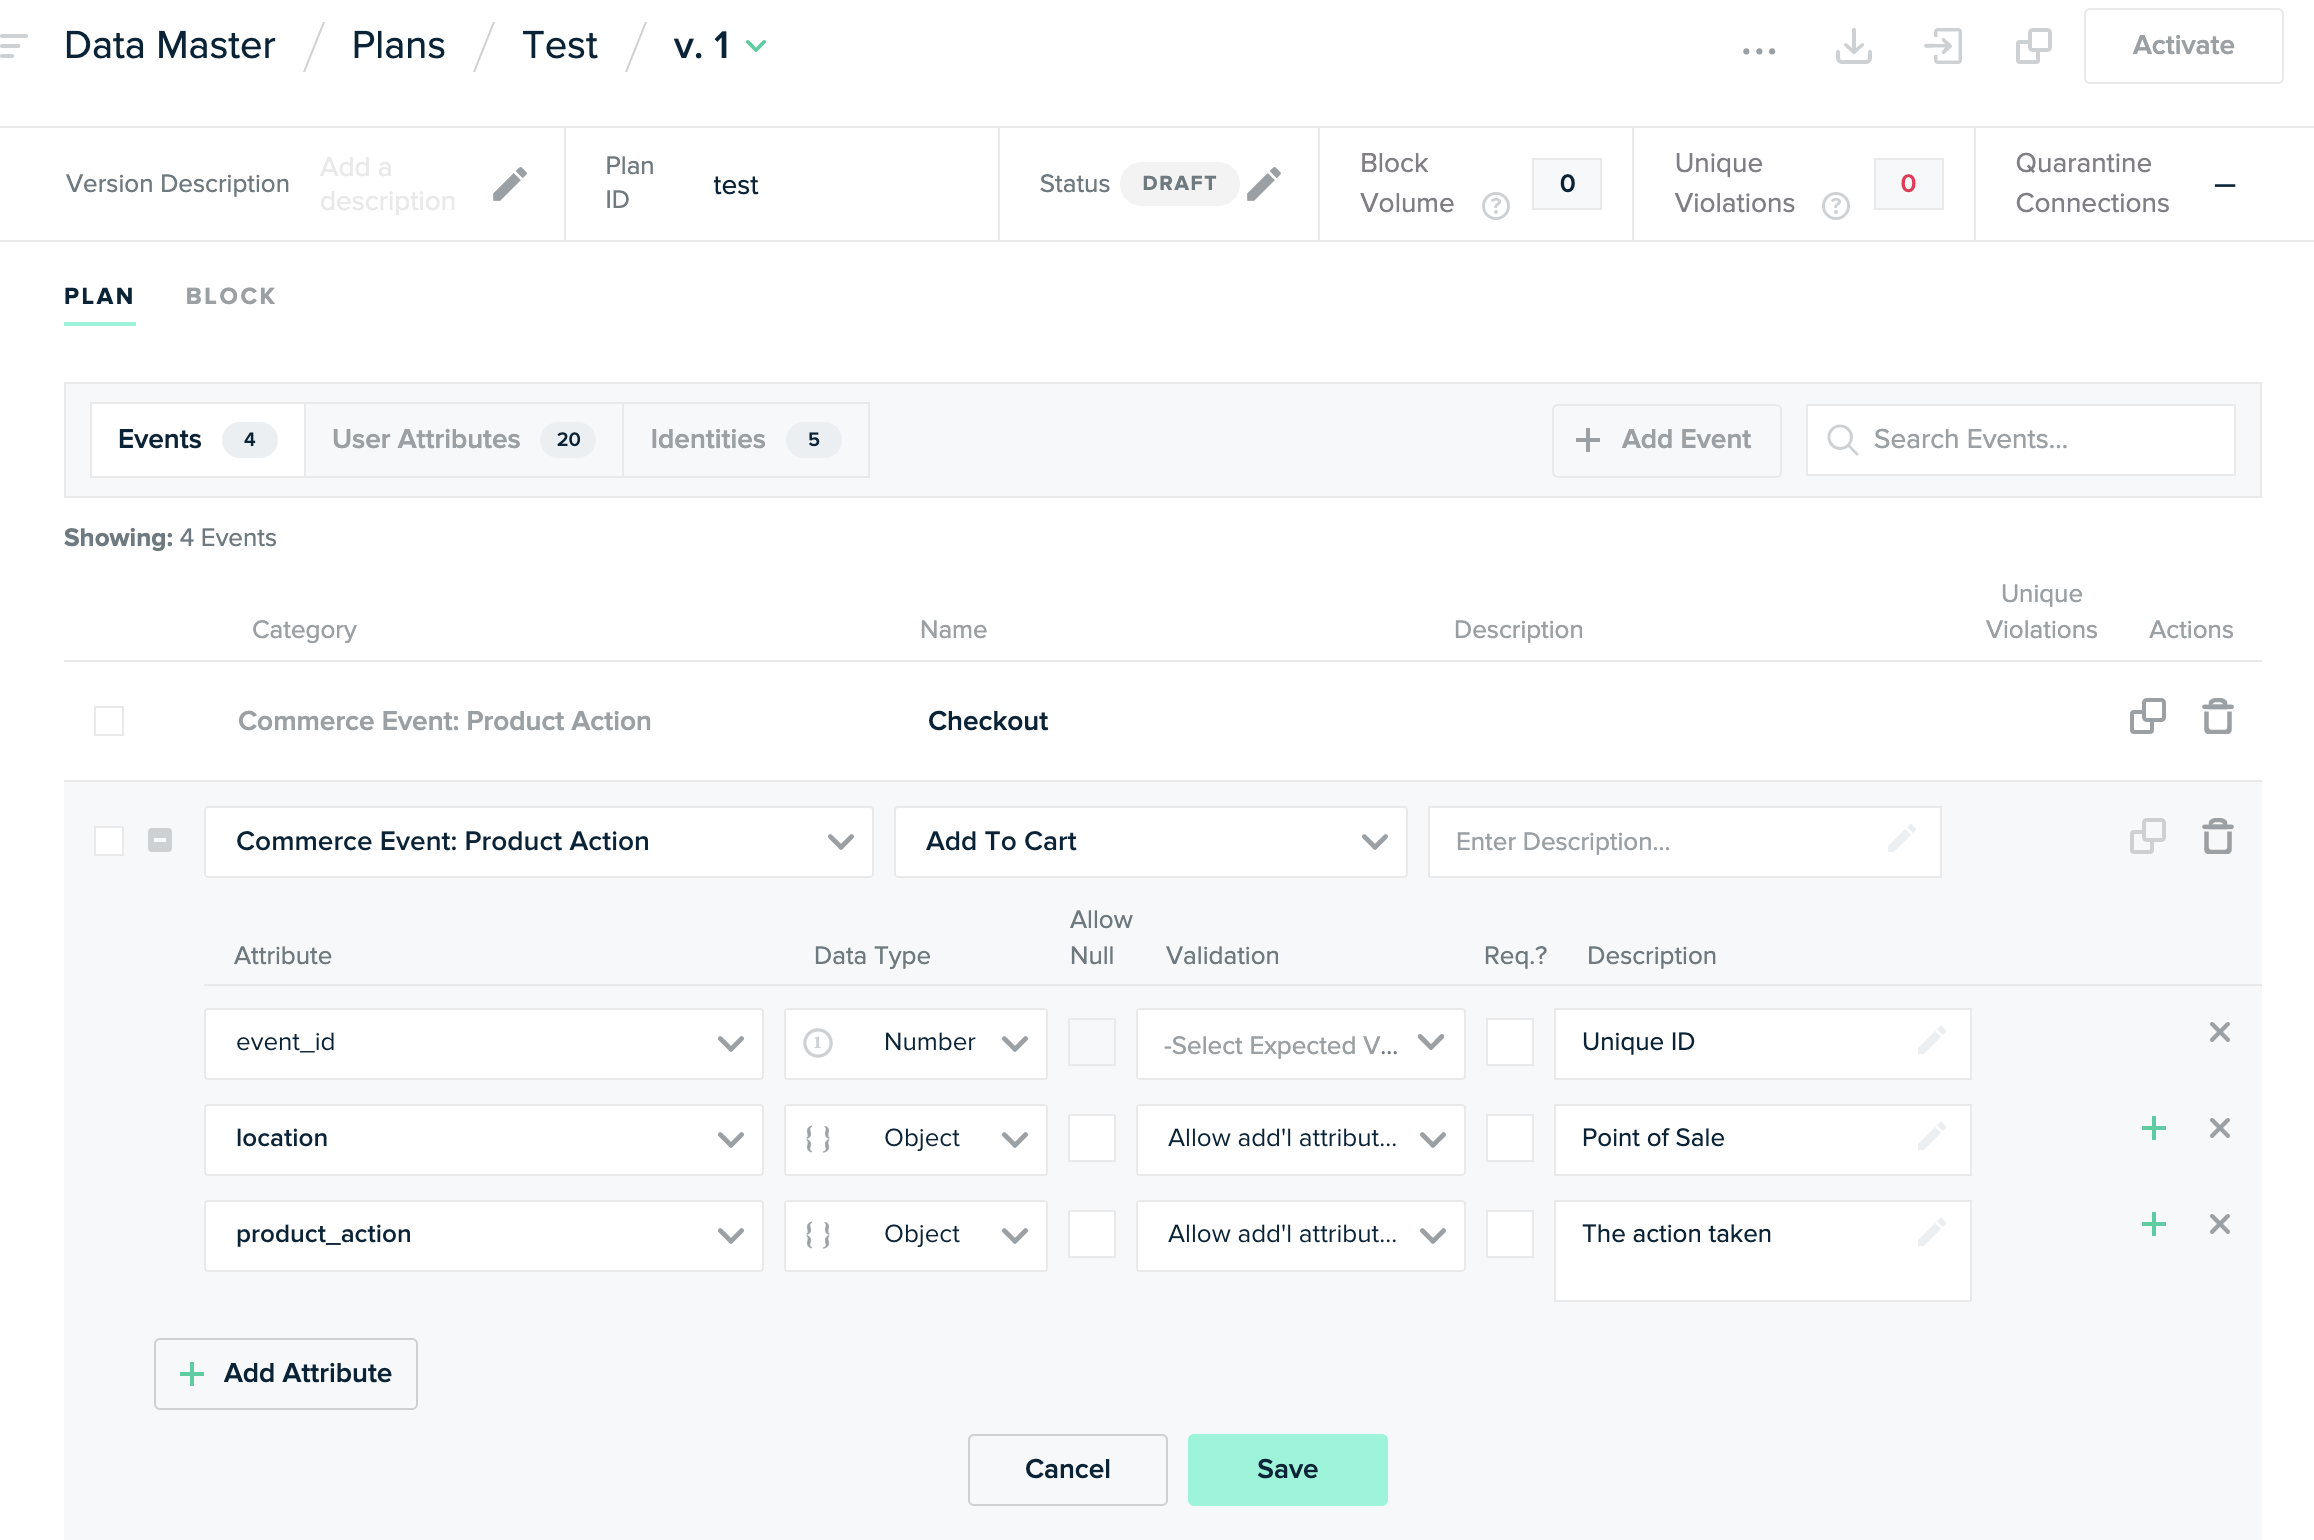 Data Master / Plans / Test / v. 1
... Activate
Version Description Add a description
Plan ID test
Status DRAFT
Block Volume ? 0
Unique Violations ? 0
Quarantine Connections –
PLAN BLOCK
Events 4 User Attributes 20 Identities 5
+ Add Event Search Events...
Showing: 4 Events
Category Name Description Unique Violations Actions
Commerce Event: Product Action Checkout
Commerce Event: Product Action Add To Cart Enter Description...
Attribute Data Type Allow Null Validation Req.? Description
event_id 1 Number -Select Expected V... Unique ID
location { } Object Allow add'l attribut... Point of Sale
product_action { } Object Allow add'l attribut... The action taken
+ Add Attribute
Cancel Save